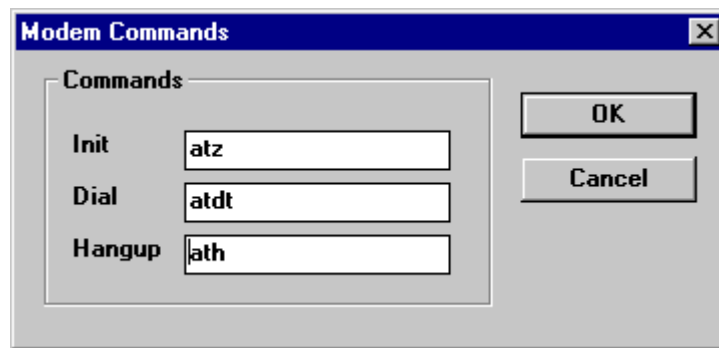 Modem Commands
Commands
Init atz
Dial atdt
Hangup ath
OK
Cancel